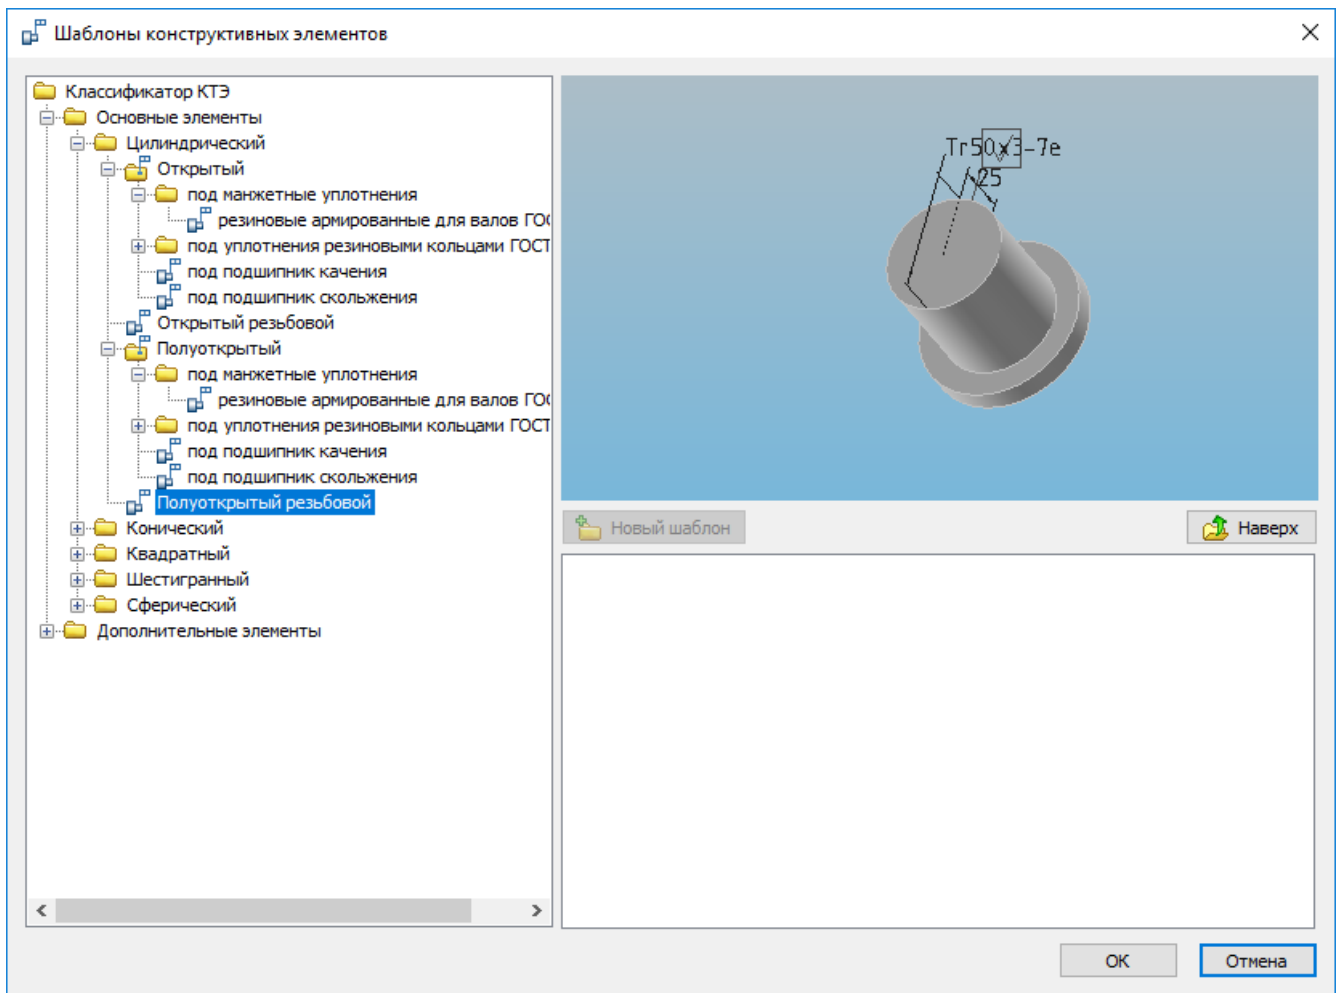 Шаблоны конструктивных элементов
Классификатор КТЭ
Основные элементы
Цилиндрический
Открытый
под манжетные уплотнения
резиновые армированные для валов ГО
под уплотнения резиновыми кольцами ГОСТ
под подшипник качения
под подшипник скольжения
Открытый резьбовой
Полуоткрытый
под манжетные уплотнения
резиновые армированные для валов ГО
под уплотнения резиновыми кольцами ГОСТ
под подшипник качения
под подшипник скольжения
Полуоткрытый резьбовой
Конический
Квадратный
Шестигранный
Сферический
Дополнительные элементы
Tr50x3-7e
25
Новый шаблон
Наверх
ОК
Отмена